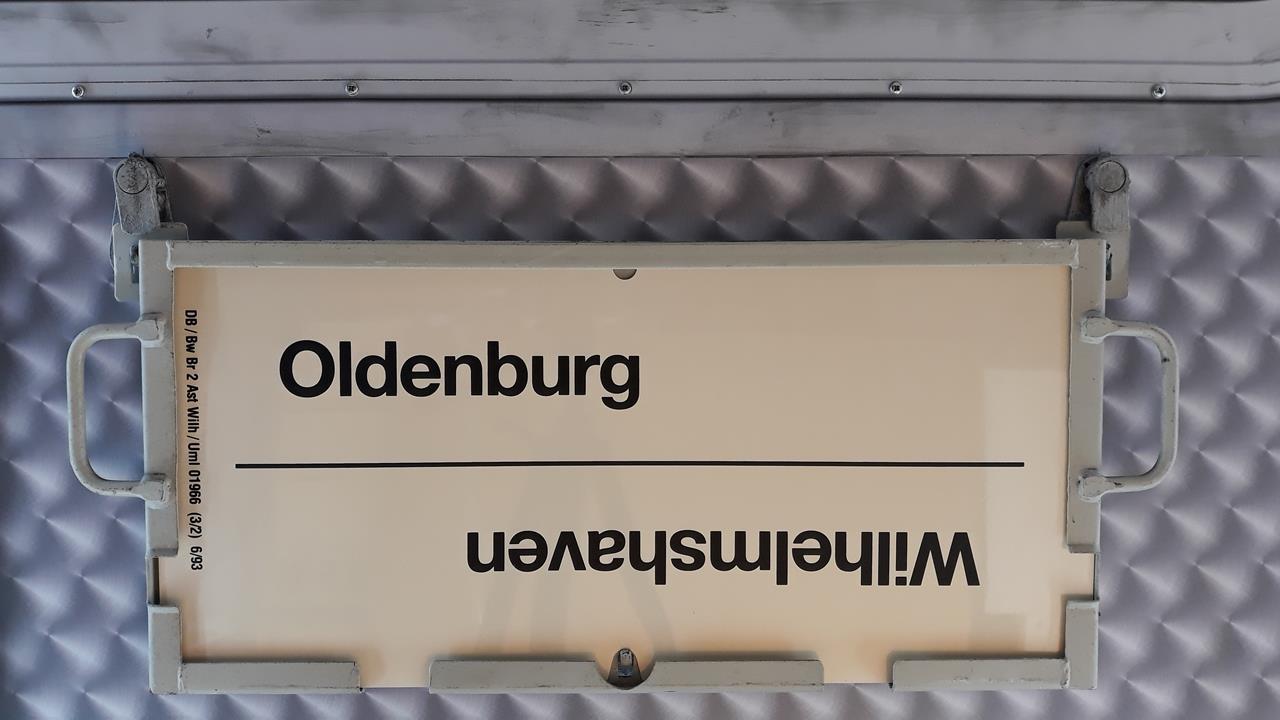 Oldenburg
Wilhelmshaven
DB / Bw Br 2 Ast Wilh / Uml 01966 (3/2) 6/93